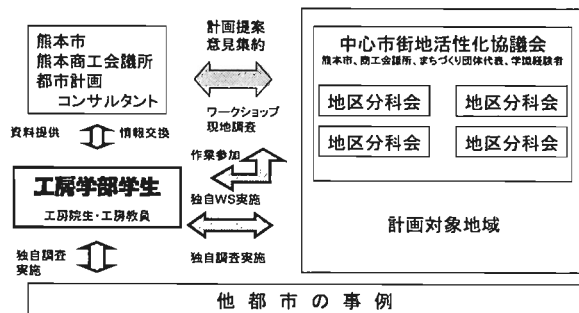 熊本市
熊本商工会議所
都市計画
コンサルタント
計画提案
意見集約
ワークショップ
現地調査
中心市街地活性化協議会
熊本市、商工会議所、まちづくり団体代表、学識経験者
地区分科会
地区分科会
地区分科会
地区分科会
計画対象地域
資料提供
情報交換
作業参加
独自WS実施
工房学部学生
工房院生・工房教員
独自調査
実施
独自調査実施
他都市の事例